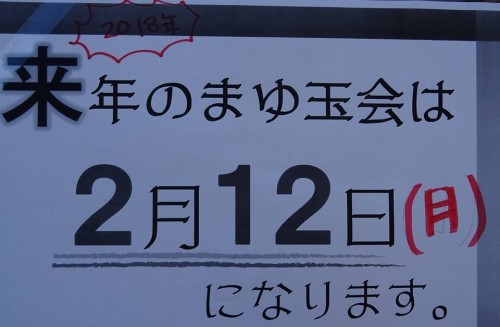 2018年
来年のまゆ玉会は
2月12日(月)
になります。